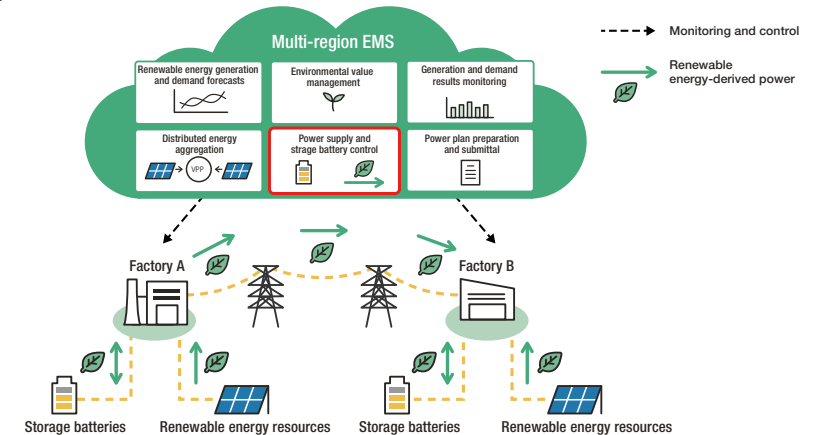 Multi-region EMS
Renewable energy generation
and demand forecasts
Environmental value
management
Generation and demand
results monitoring
Distributed energy
aggregation
VPP
Power supply and
strage battery control
Power plan preparation
and submittal
Monitoring and control
Renewable
energy-derived power
Factory A
Factory B
Storage batteries
Renewable energy resources
Storage batteries
Renewable energy resources